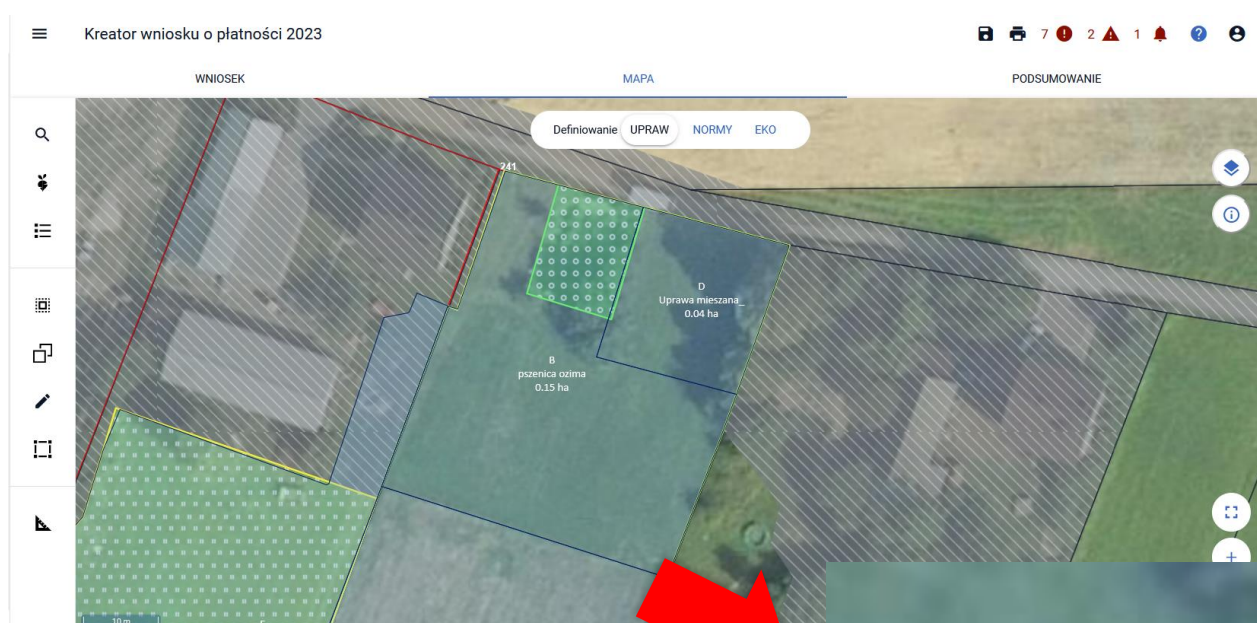 Kreator wniosku o płatności 2023
7
2
1
WNIOSEK
MAPA
PODSUMOWANIE
Definiowanie UPRAW NORMY EKO
241
D
Uprawa mieszana_
0.04 ha
B
pszenica ozima
0.15 ha
10 m